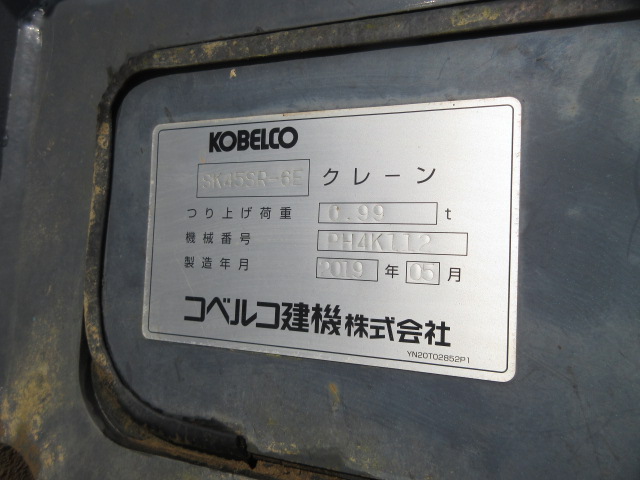 KOBELCO
SK45SR-6E クレーン
つり上げ荷重 0.99 t
機械番号 PH4K112
製造年月 2019 年 05 月
コベルコ建機株式会社
YN20T02852P1